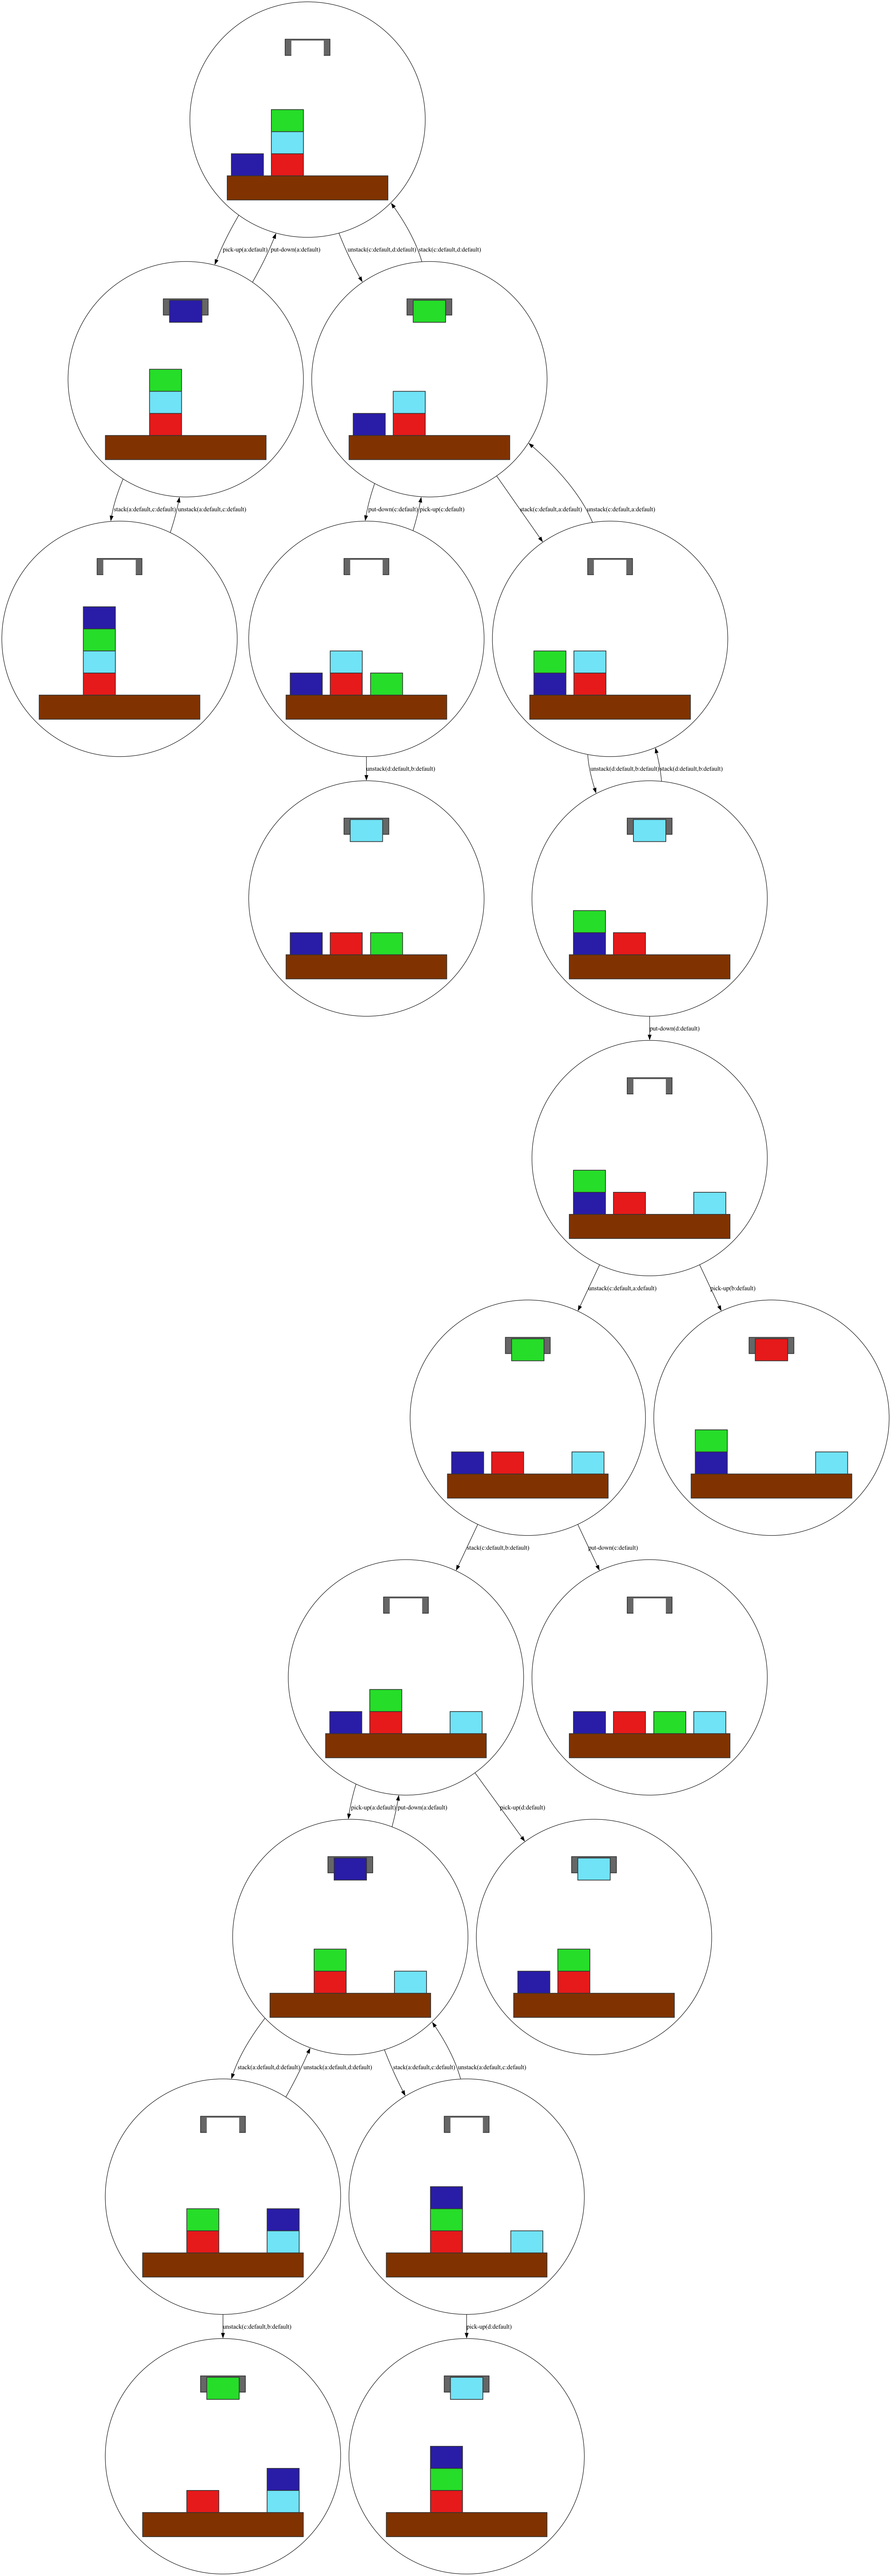 pick-up(a:default)
put-down(a:default)
unstack(c:default,d:default)
stack(c:default,d:default)
stack(a:default,c:default)
unstack(a:default,c:default)
put-down(c:default)
pick-up(c:default)
stack(c:default,a:default)
unstack(c:default,a:default)
unstack(d:default,b:default)
unstack(d:default,b:default)
stack(d:default,b:default)
put-down(d:default)
unstack(c:default,a:default)
pick-up(b:default)
stack(c:default,b:default)
put-down(c:default)
pick-up(a:default)
put-down(a:default)
pick-up(d:default)
stack(a:default,d:default)
unstack(a:default,d:default)
stack(a:default,c:default)
unstack(a:default,c:default)
unstack(c:default,b:default)
pick-up(d:default)